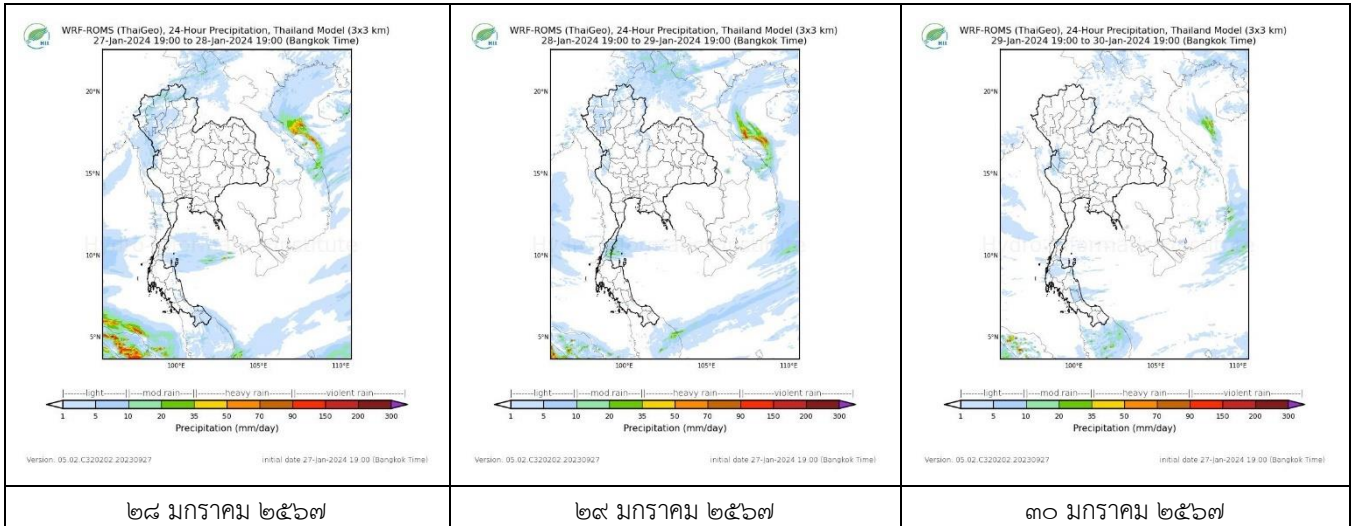 WRF-ROMS (ThaiGeo), 24-Hour Precipitation, Thailand Model (3x3 km)
27-Jan-2024 19:00 to 28-Jan-2024 19:00 (Bangkok Time)
20°N
15°N
10°N
5°N
100°E 105°E 110°E
light mod rain heavy rain violent rain
1 5 10 20 35 50 70 90 150 200 300
Precipitation (mm/day)
Version: 05.02.C320202.20230927 initial date 27-Jan-2024 19:00 (Bangkok Time)
๒๘ มกราคม ๒๕๖๗
WRF-ROMS (ThaiGeo), 24-Hour Precipitation, Thailand Model (3x3 km)
28-Jan-2024 19:00 to 29-Jan-2024 19:00 (Bangkok Time)
20°N
15°N
10°N
5°N
100°E 105°E 110°E
light mod rain heavy rain violent rain
1 5 10 20 35 50 70 90 150 200 300
Precipitation (mm/day)
Version: 05.02.C320202.20230927 initial date 27-Jan-2024 19:00 (Bangkok Time)
๒๙ มกราคม ๒๕๖๗
WRF-ROMS (ThaiGeo), 24-Hour Precipitation, Thailand Model (3x3 km)
29-Jan-2024 19:00 to 30-Jan-2024 19:00 (Bangkok Time)
20°N
15°N
10°N
5°N
100°E 105°E 110°E
light mod rain heavy rain violent rain
1 5 10 20 35 50 70 90 150 200 300
Precipitation (mm/day)
Version: 05.02.C320202.20230927 initial date 27-Jan-2024 19:00 (Bangkok Time)
๓๐ มกราคม ๒๕๖๗